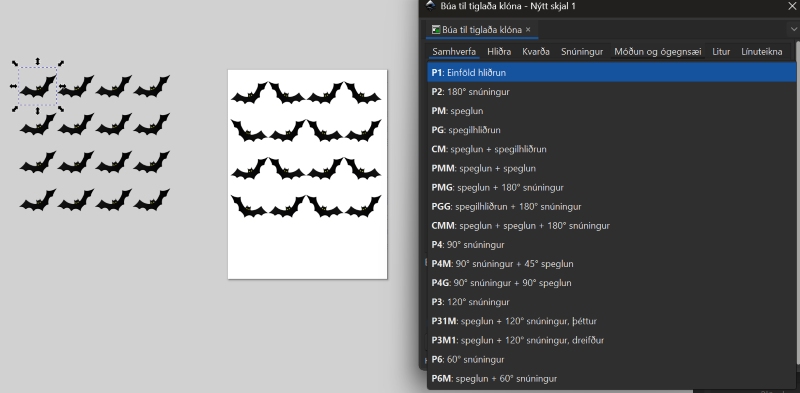 Búa til tiglaða klóna - Nýtt skjal 1
Búa til tiglaða klóna ×
Samhverfa Hliðra Kvarða Snúningur Móðun og ógegnsæi Litur Línuteikna
P1: Einföld hliðrun
P2: 180° snúningur
PM: speglun
PG: spegilhliðrun
CM: speglun + spegilhliðrun
PMM: speglun + speglun
PMG: speglun + 180° snúningur
PGG: spegilhliðrun + 180° snúningur
CMM: speglun + speglun + 180° snúningur
P4: 90° snúningur
P4M: 90° snúningur + 45° speglun
P4G: 90° snúningur + 90° speglun
P3: 120° snúningur
P31M: speglun + 120° snúningur, þéttur
P3M1: speglun + 120° snúningur, dreifður
P6: 60° snúningur
P6M: speglun + 60° snúningur